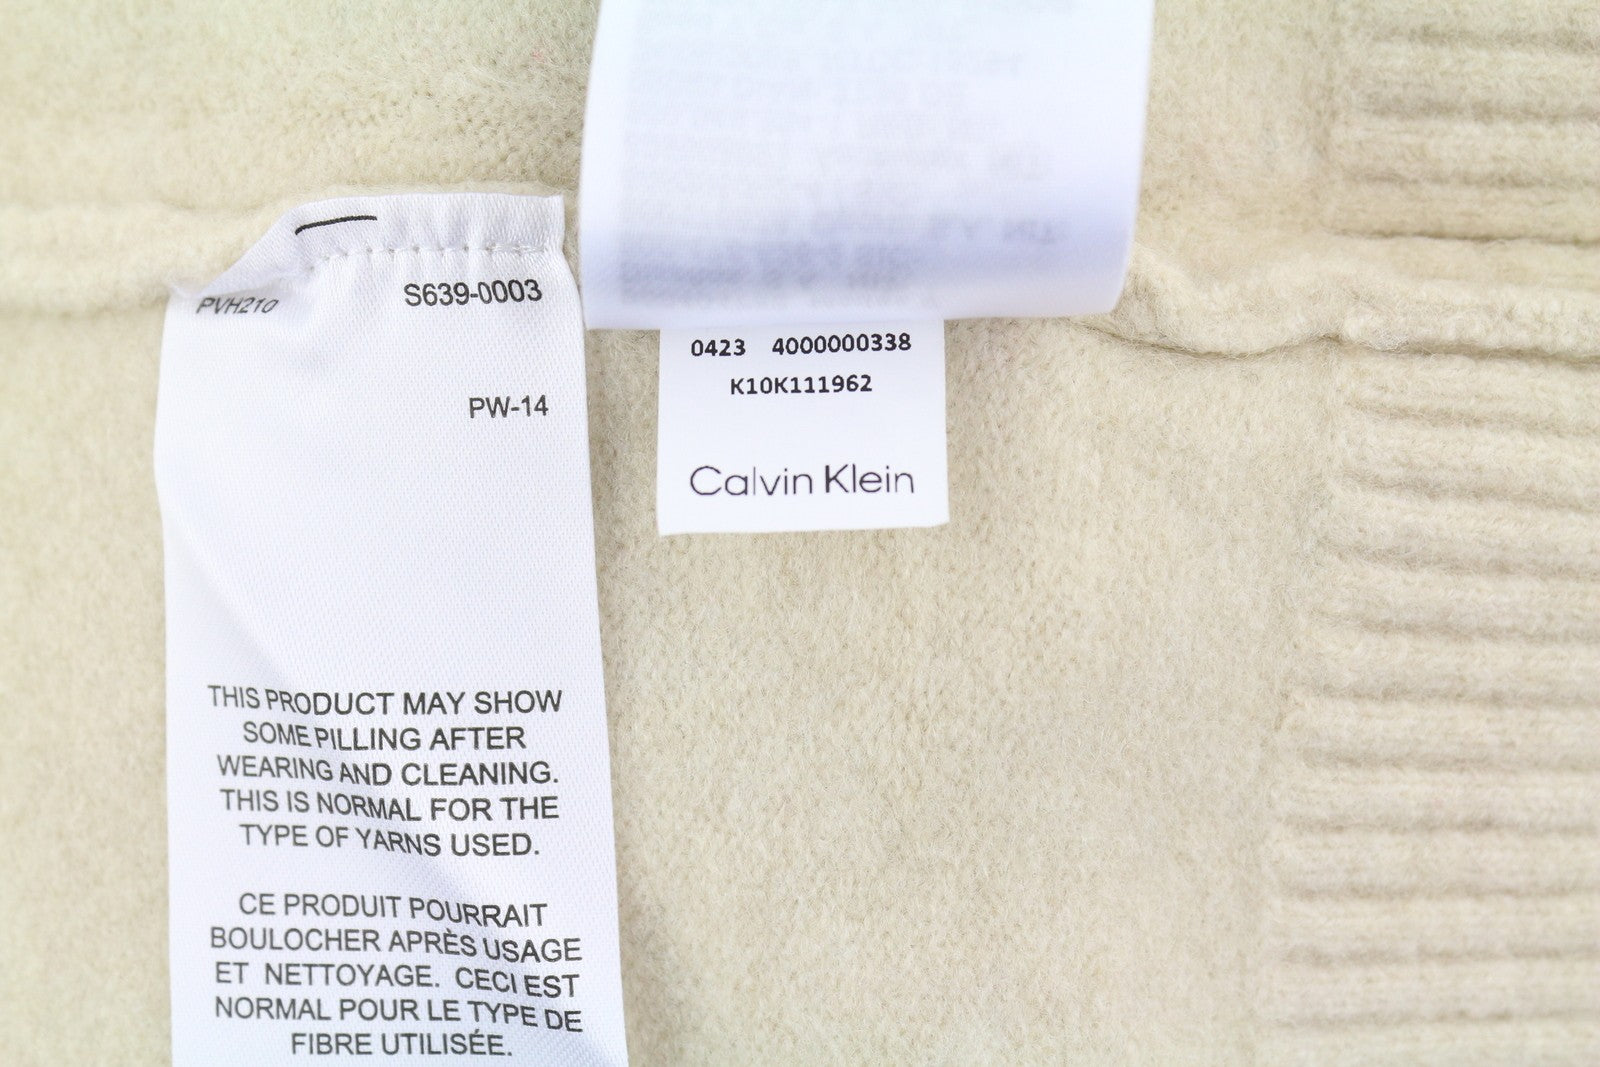 PVH210 S639-0003
PW-14
THIS PRODUCT MAY SHOW
SOME PILLING AFTER
WEARING AND CLEANING.
THIS IS NORMAL FOR THE
TYPE OF YARNS USED.
CE PRODUIT POURRAIT
BOULOCHER APRÈS USAGE
ET NETTOYAGE. CECI EST
NORMAL POUR LE TYPE DE
FIBRE UTILISÉE.
0423 4000000338
K10K111962
Calvin Klein